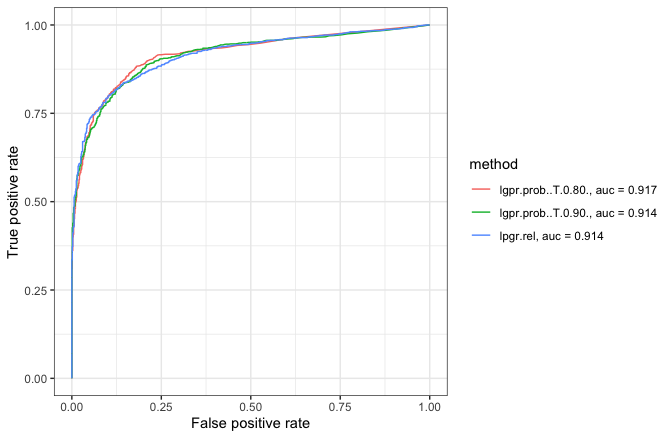 1.00
0.75
0.50
0.25
0.00
True positive rate
0.00 0.25 0.50 0.75 1.00
False positive rate
method
lgpr.prob..T.0.80., auc = 0.917
lgpr.prob..T.0.90., auc = 0.914
lpgr.rel, auc = 0.914